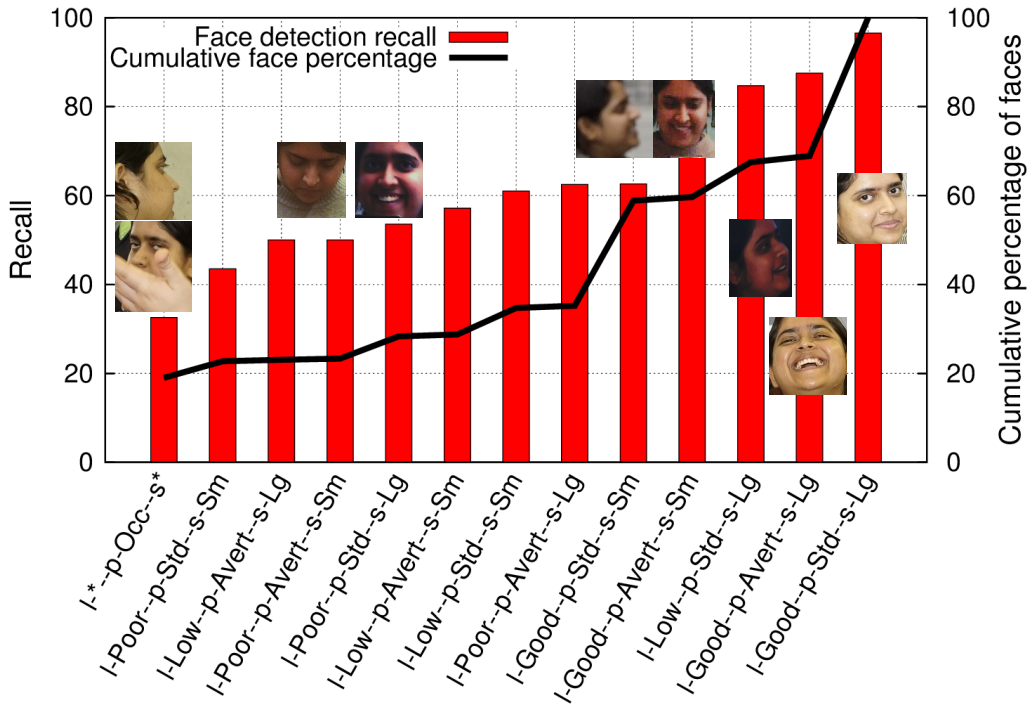 Face detection recall
Cumulative face percentage
Recall
100
80
60
40
20
0
Cumulative percentage of faces
100
80
60
40
20
0
l-*--p-Occ--s*
l-Poor--p-Std--s-Sm
l-Low--p-Avert--s-Lg
l-Poor--p-Avert--s-Sm
l-Poor--p-Std--s-Lg
l-Low--p-Avert--s-Sm
l-Low--p-Std--s-Sm
l-Poor--p-Avert--s-Lg
l-Good--p-Std--s-Sm
l-Good--p-Avert--s-Sm
l-Low--p-Std--s-Lg
l-Good--p-Avert--s-Lg
l-Good--p-Std--s-Lg